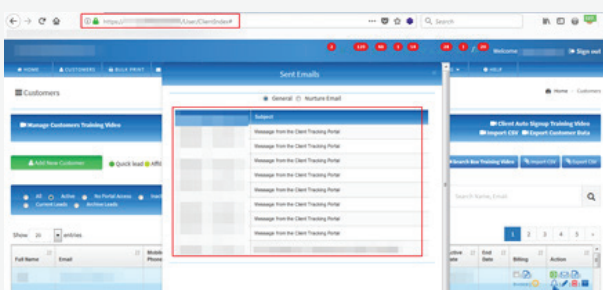 https://
/User/ClientIndex#
Search
Welcome
Sign out
HOME
CUSTOMERS
BULK PRINT
HELP
Sent Emails
Customers
Home - Customers
General
Nurture Email
Manage Customers Training Video
Client Auto Signup Training Video
Import CSV
Export Customer Data
Subject
Message from the Client Tracking Portal
Message from the Client Tracking Portal
Message from the Client Tracking Portal
Message from the Client Tracking Portal
Message from the Client Tracking Portal
Message from the Client Tracking Portal
Message from the Client Tracking Portal
Add New Customer
Quick lead
Search Box Training Video
Import CSV
Export CSV
All
Active
No Portal Access
Current Leads
Archive Leads
Search Name, Email
Show 20 entries
1 2 3 4 5
Full Name
Email
Mobile
Phone
End
Date
Billing
Action